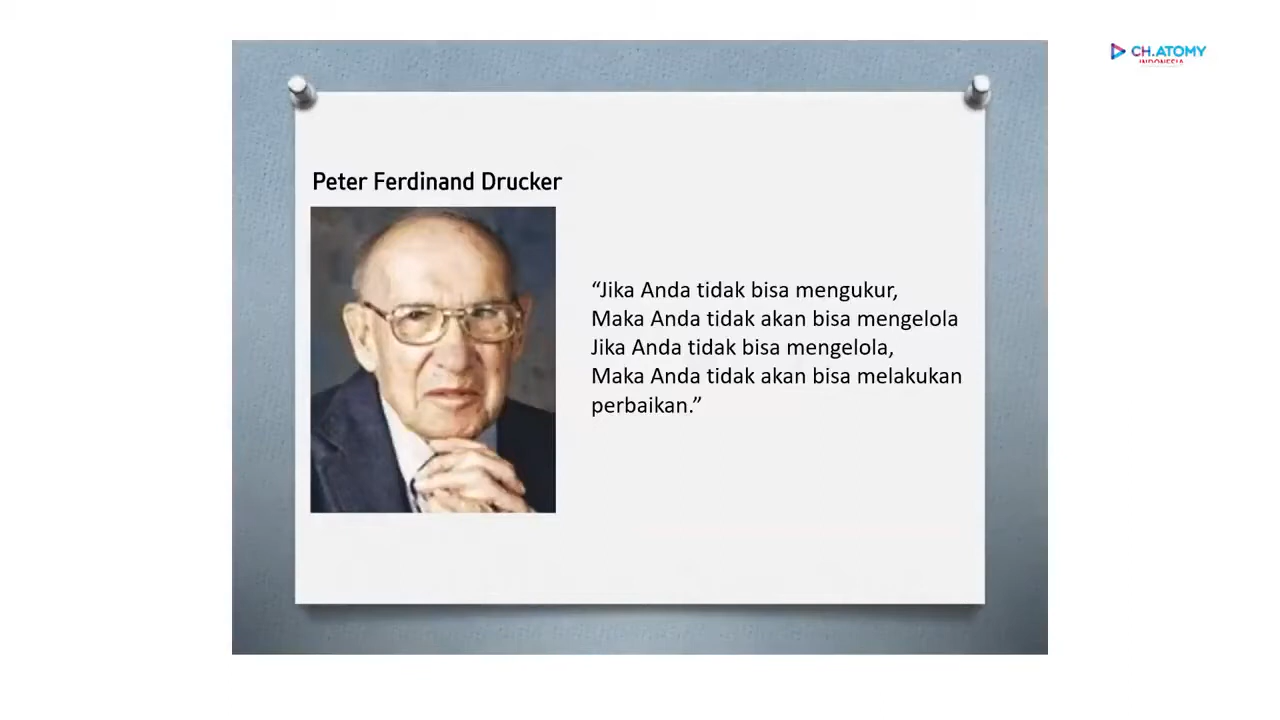 CH.ATOMY
INDONESIA
Peter Ferdinand Drucker
“Jika Anda tidak bisa mengukur,
Maka Anda tidak akan bisa mengelola
Jika Anda tidak bisa mengelola,
Maka Anda tidak akan bisa melakukan
perbaikan.”